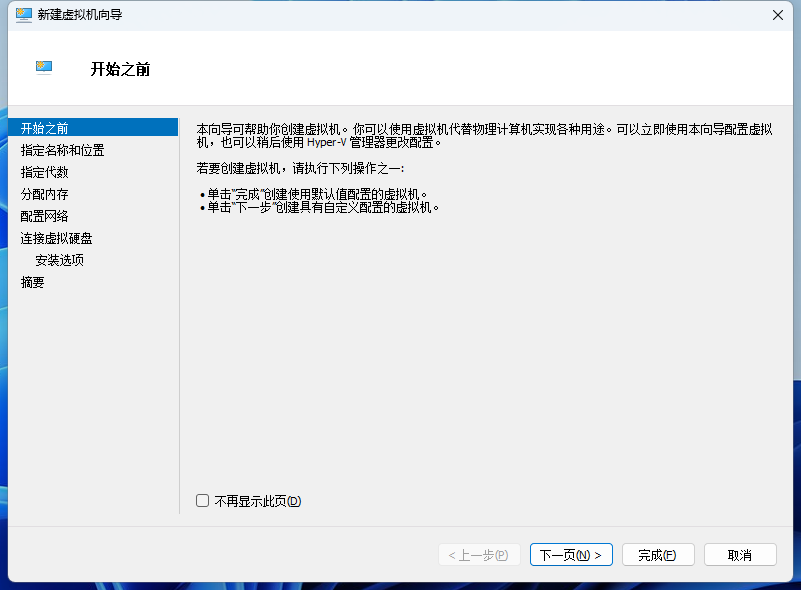 新建虚拟机向导
开始之前
开始之前
指定名称和位置
指定代数
分配内存
配置网络
连接虚拟硬盘
安装选项
摘要
本向导可帮助你创建虚拟机。你可以使用虚拟机代替物理计算机实现各种用途。可以立即使用本向导配置虚拟
机，也可以稍后使用 Hyper-V 管理器更改配置。
若要创建虚拟机，请执行下列操作之一:
• 单击"完成"创建使用默认值配置的虚拟机。
• 单击"下一步"创建具有自定义配置的虚拟机。
不再显示此页(D)
< 上一步(P)
下一页(N) >
完成(F)
取消